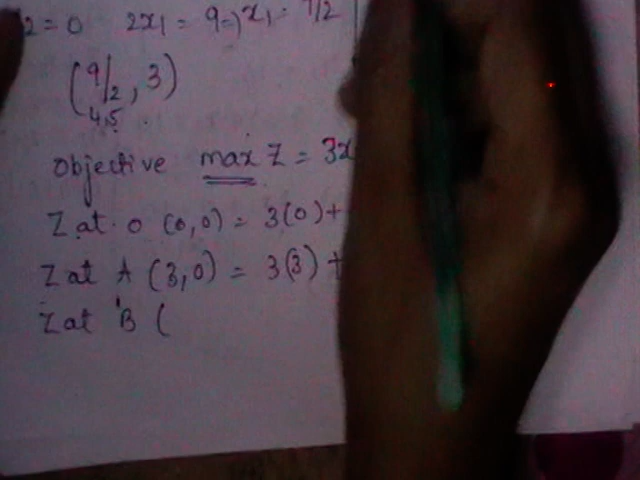 2 = 0 2x₁ = 9 ⇒ x₁ = 9/2
(9/2, 3)
4.5
Objective max Z = 3x
Z at O (0,0) = 3(0)+
Z at A (3,0) = 3(3) +
Z at B (